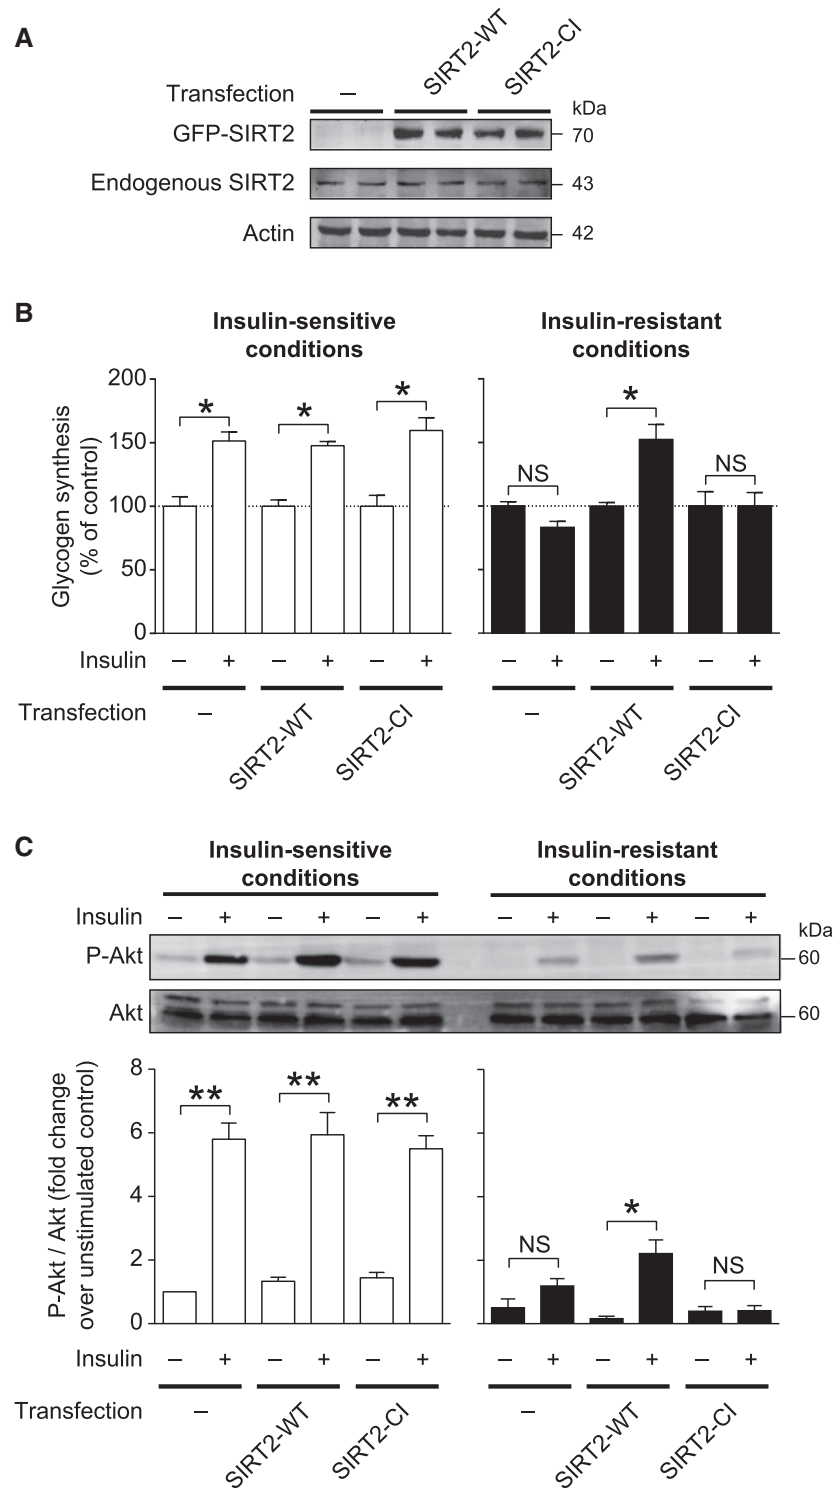 A
Transfection – SIRT2-WT SIRT2-CI
kDa
GFP-SIRT2 70
Endogenous SIRT2 43
Actin 42
B
Insulin-sensitive conditions Insulin-resistant conditions
Glycogen synthesis (% of control)
200
150
100
50
0
* * * NS * NS
Insulin – + – + – + – + – + – +
Transfection – SIRT2-WT SIRT2-CI – SIRT2-WT SIRT2-CI
C
Insulin-sensitive conditions Insulin-resistant conditions
Insulin – + – + – + – + – + – +
kDa
P-Akt 60
Akt 60
P-Akt / Akt (fold change over unstimulated control)
8
6
4
2
0
** ** ** NS * NS
Insulin – + – + – + – + – + – +
Transfection – SIRT2-WT SIRT2-CI – SIRT2-WT SIRT2-CI